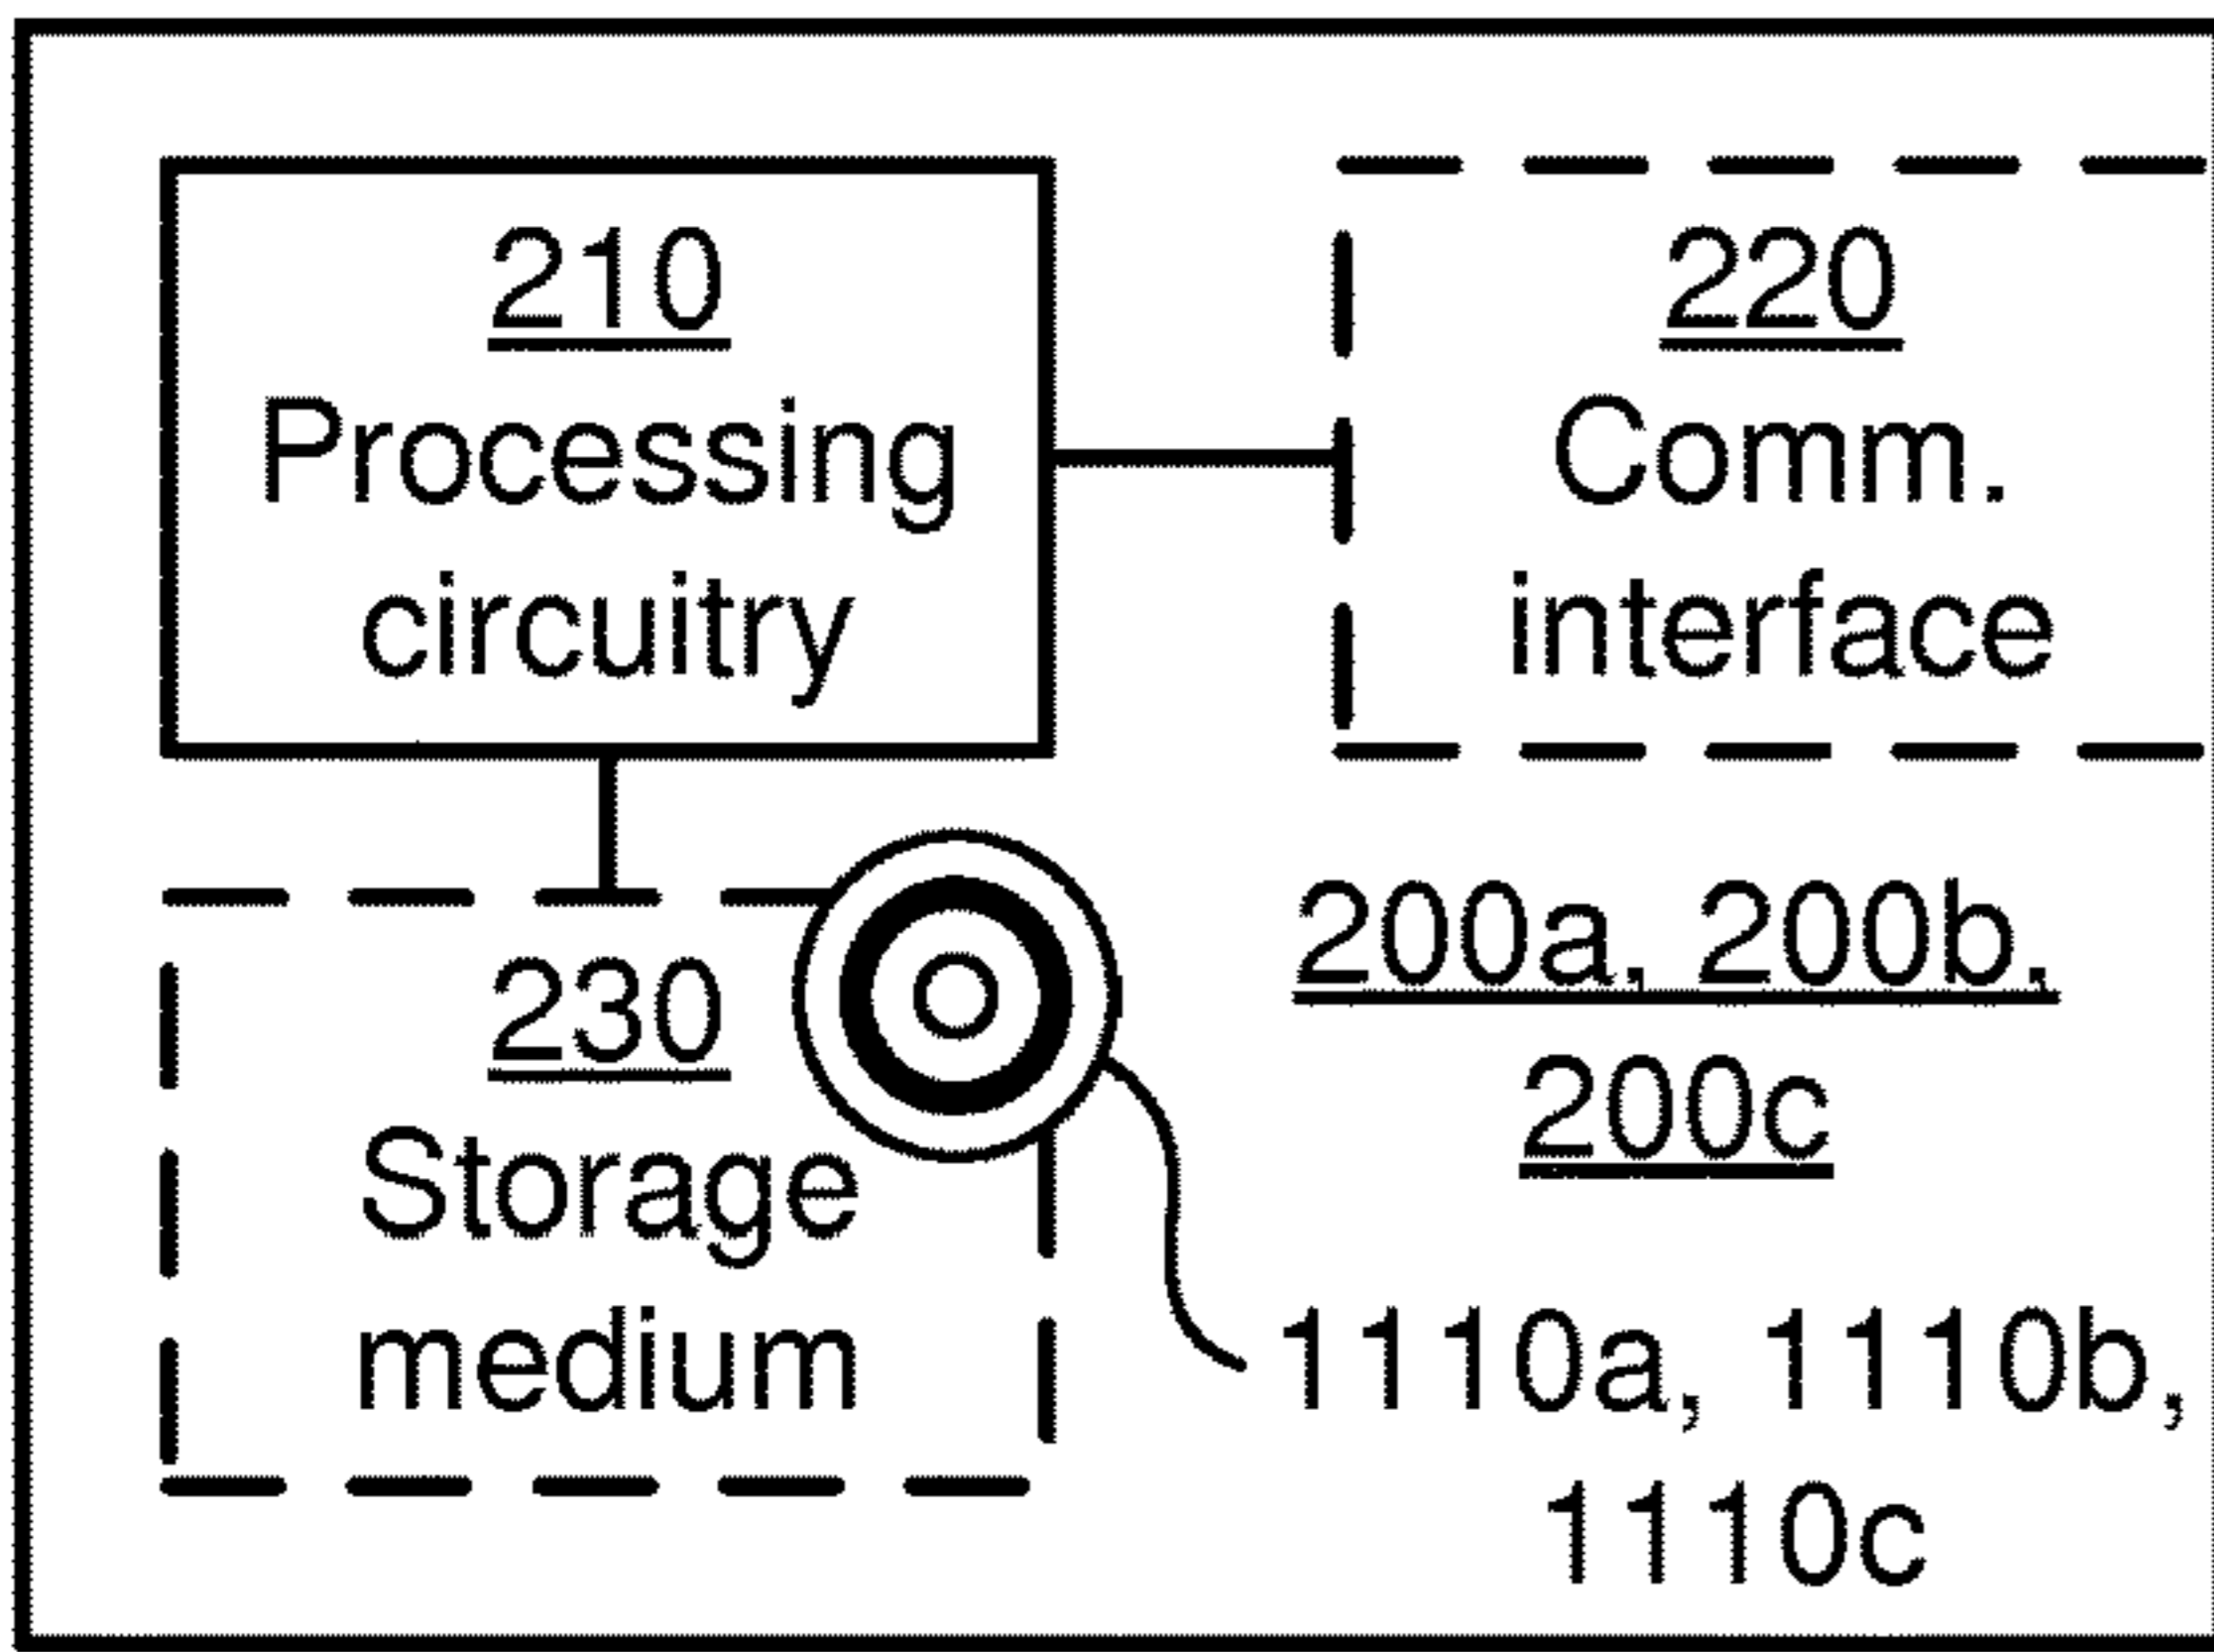 210
Processing
circuitry
220
Comm.
interface
230
Storage
medium
200a, 200b,
200c
1110a, 1110b,
1110c